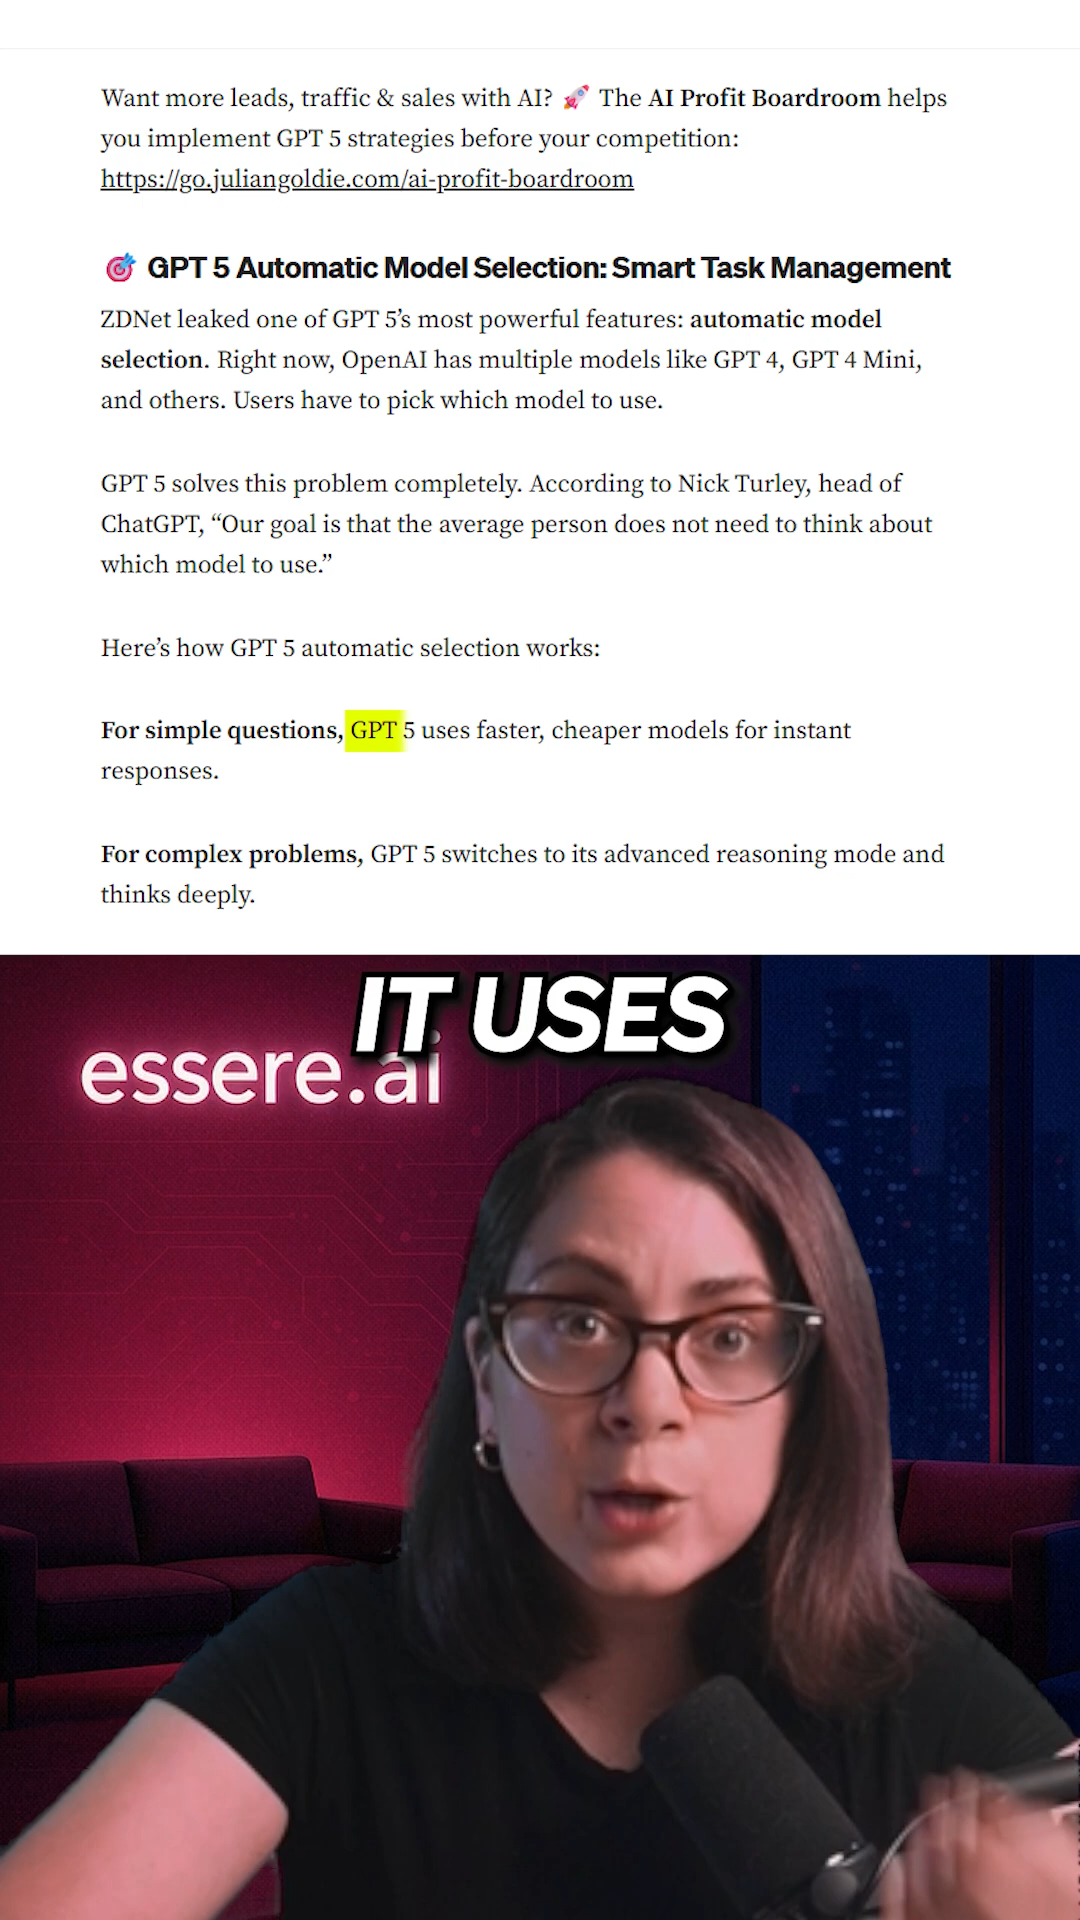 Want more leads, traffic & sales with AI? 🚀 The AI Profit Boardroom helps
you implement GPT 5 strategies before your competition:
https://go.juliangoldie.com/ai-profit-boardroom
🎯 GPT 5 Automatic Model Selection: Smart Task Management
ZDNet leaked one of GPT 5’s most powerful features: automatic model
selection. Right now, OpenAI has multiple models like GPT 4, GPT 4 Mini,
and others. Users have to pick which model to use.
GPT 5 solves this problem completely. According to Nick Turley, head of
ChatGPT, “Our goal is that the average person does not need to think about
which model to use.”
Here’s how GPT 5 automatic selection works:
For simple questions, GPT 5 uses faster, cheaper models for instant
responses.
For complex problems, GPT 5 switches to its advanced reasoning mode and
thinks deeply.
IT USES
essere.ai